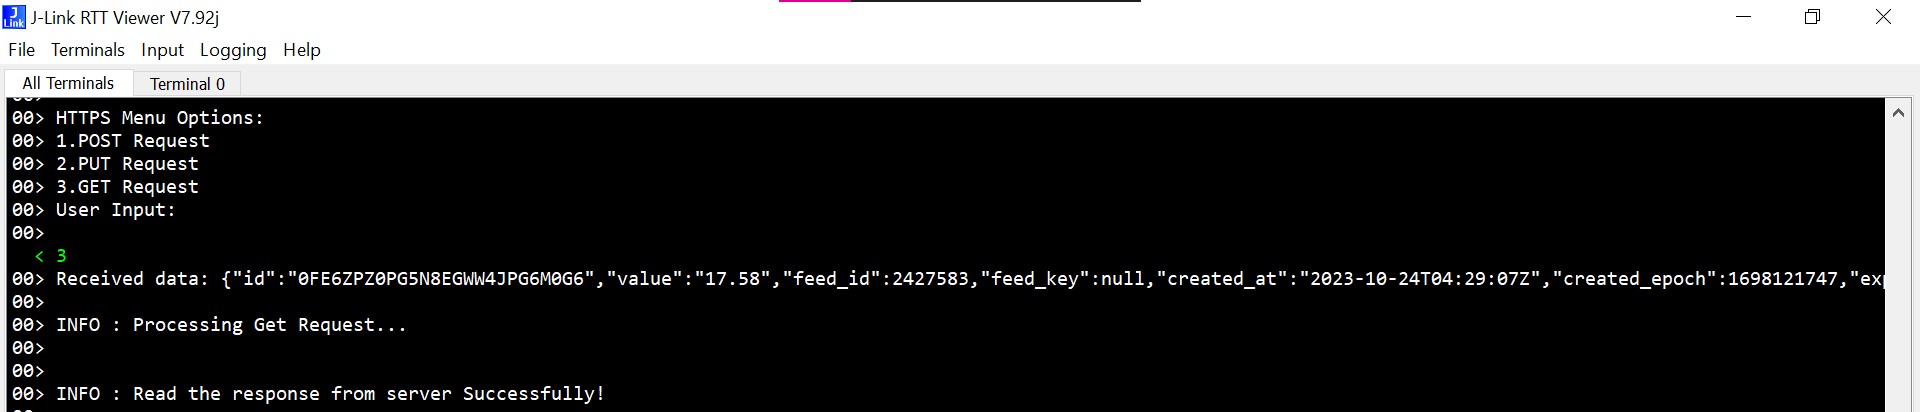 J-Link RTT Viewer V7.92j
File Terminals Input Logging Help
All Terminals Terminal 0
00> HTTPS Menu Options:
00> 1.POST Request
00> 2.PUT Request
00> 3.GET Request
00> User Input:
00>
< 3
00> Received data: {"id":"0FE6ZPZ0PG5N8EGWW4JPG6M0G6","value":"17.58","feed_id":2427583,"feed_key":null,"created_at":"2023-10-24T04:29:07Z","created_epoch":1698121747,"exp
00>
00> INFO : Processing Get Request...
00>
00>
00> INFO : Read the response from server Successfully!